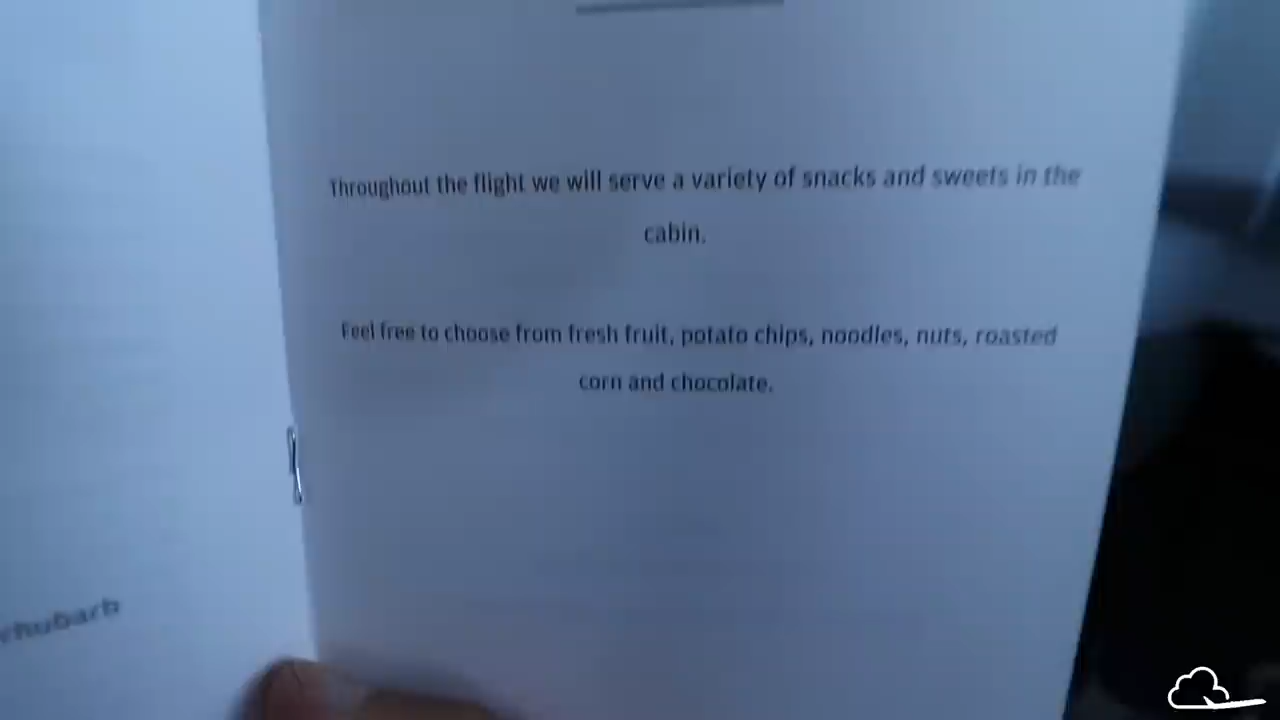 rhubarb
Throughout the flight we will serve a variety of snacks and sweets in the
cabin.
Feel free to choose from fresh fruit, potato chips, noodles, nuts, roasted
corn and chocolate.